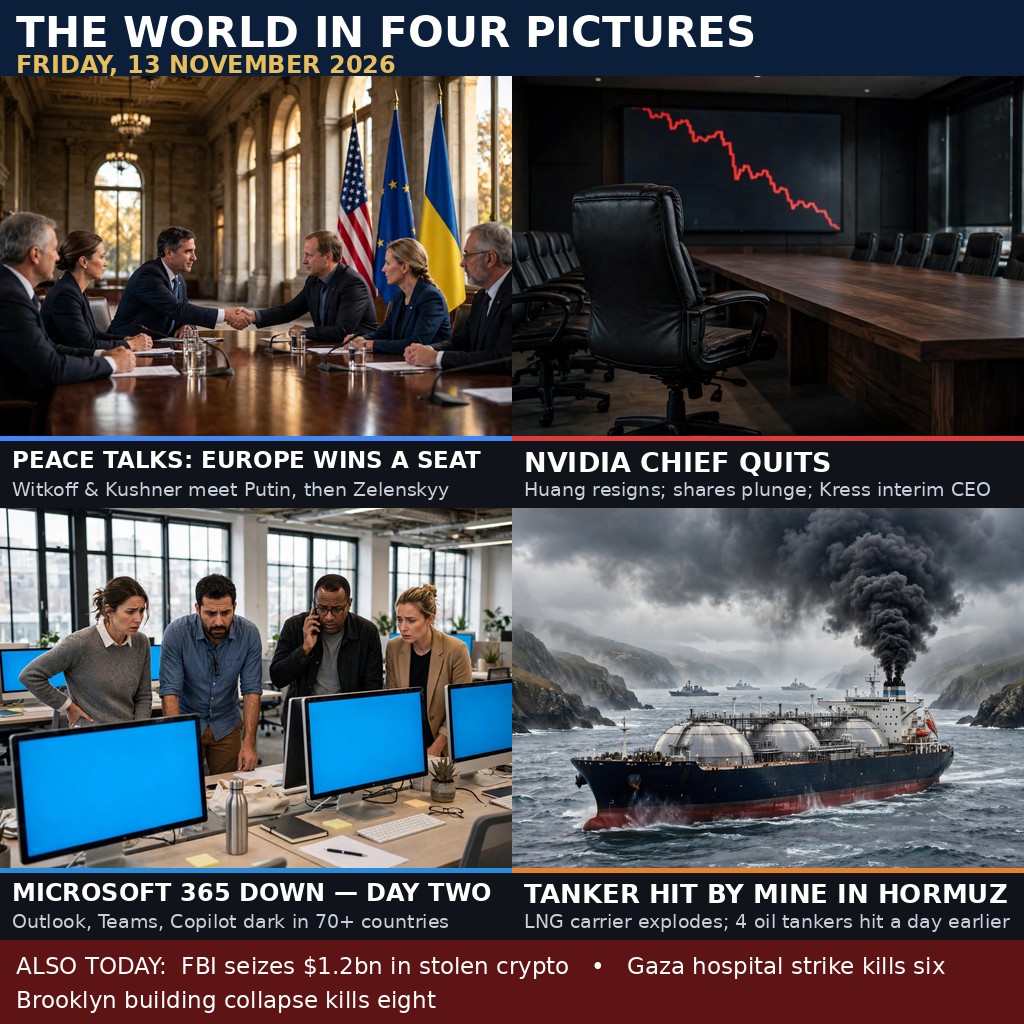 THE WORLD IN FOUR PICTURES
FRIDAY, 13 NOVEMBER 2026
PEACE TALKS: EUROPE WINS A SEAT
Witkoff & Kushner meet Putin, then Zelenskyy
NVIDIA CHIEF QUITS
Huang resigns; shares plunge; Kress interim CEO
MICROSOFT 365 DOWN — DAY TWO
Outlook, Teams, Copilot dark in 70+ countries
TANKER HIT BY MINE IN HORMUZ
LNG carrier explodes; 4 oil tankers hit a day earlier
ALSO TODAY: FBI seizes $1.2bn in stolen crypto • Gaza hospital strike kills six
Brooklyn building collapse kills eight